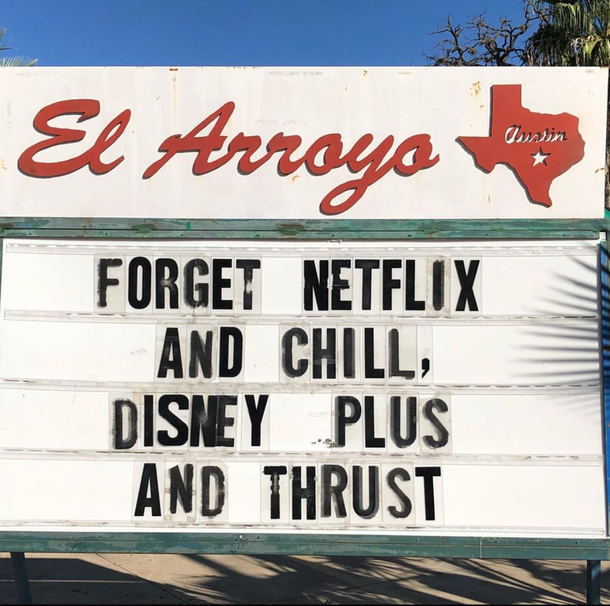 El Arroyo
Austin
FORGET NETFLIX
AND CHILL,
DISNEY PLUS
AND THRUST